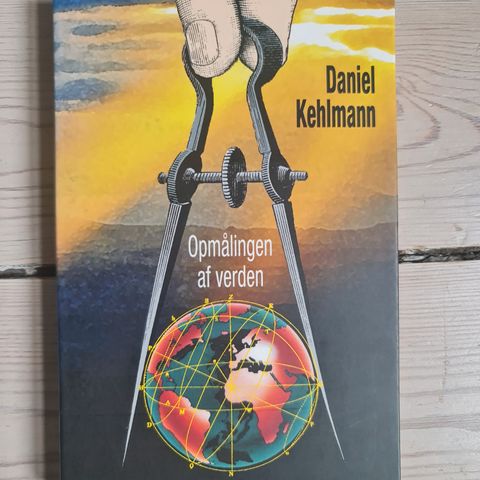 Daniel
Kehlmann
Opmålingen
af verden